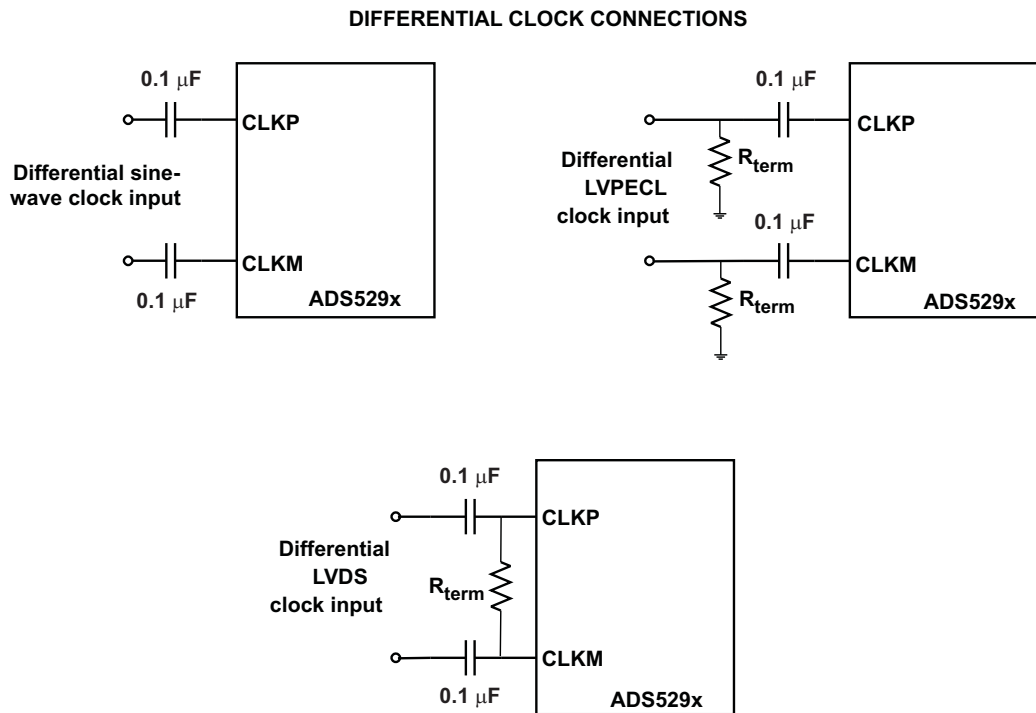 DIFFERENTIAL CLOCK CONNECTIONS
0.1 μF
CLKP
Differential sine-
wave clock input
CLKM
0.1 μF
ADS529x
0.1 μF
CLKP
Differential
LVPECL
clock input
Rterm
0.1 μF
CLKM
Rterm
ADS529x
0.1 μF
CLKP
Differential
LVDS
clock input
Rterm
CLKM
0.1 μF
ADS529x